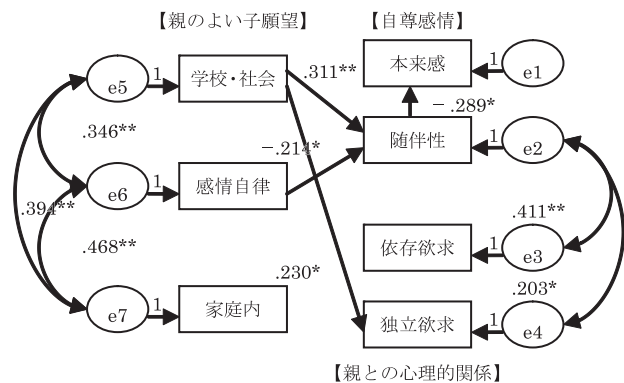 【親のよい子願望】 【自尊感情】
e5 1 学校・社会 .311** 本来感 1 e1
－.289*
.346** －.214* 随伴性 1 e2
e6 1 感情自律
.394** .411**
.468** 依存欲求 1 e3
.230* .203*
e7 1 家庭内 独立欲求 1 e4
【親との心理的関係】